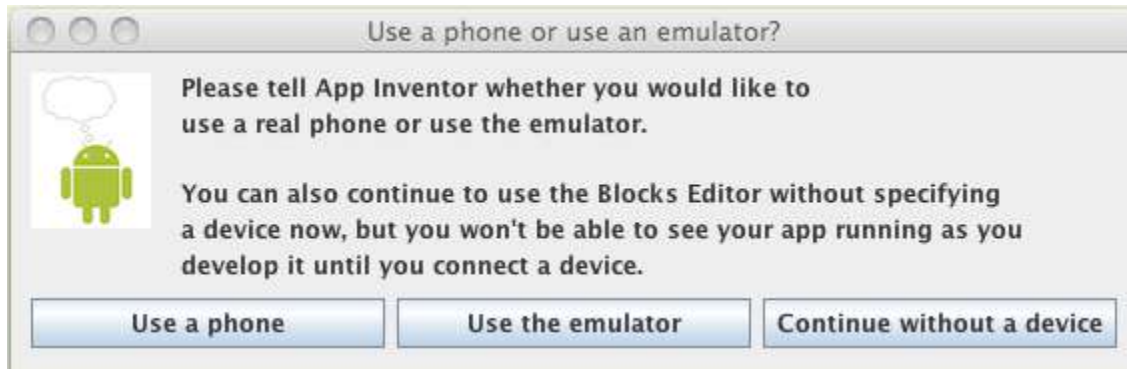 Use a phone or use an emulator?
Please tell App Inventor whether you would like to
use a real phone or use the emulator.
You can also continue to use the Blocks Editor without specifying
a device now, but you won't be able to see your app running as you
develop it until you connect a device.
Use a phone
Use the emulator
Continue without a device